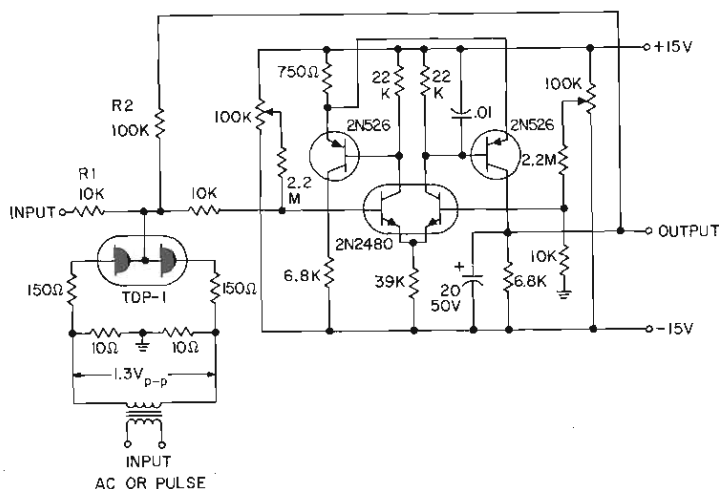 +15V
750Ω
22
K
22
K
100K
R2
100K
100K
.01
2N526
2N526
R1
10K
10K
2.2
M
2.2M
INPUT
2N2480
OUTPUT
TDP-1
6.8K
39K
+
20
50V
6.8K
10K
150Ω
150Ω
10Ω
10Ω
-15V
1.3Vp-p
INPUT
AC OR PULSE